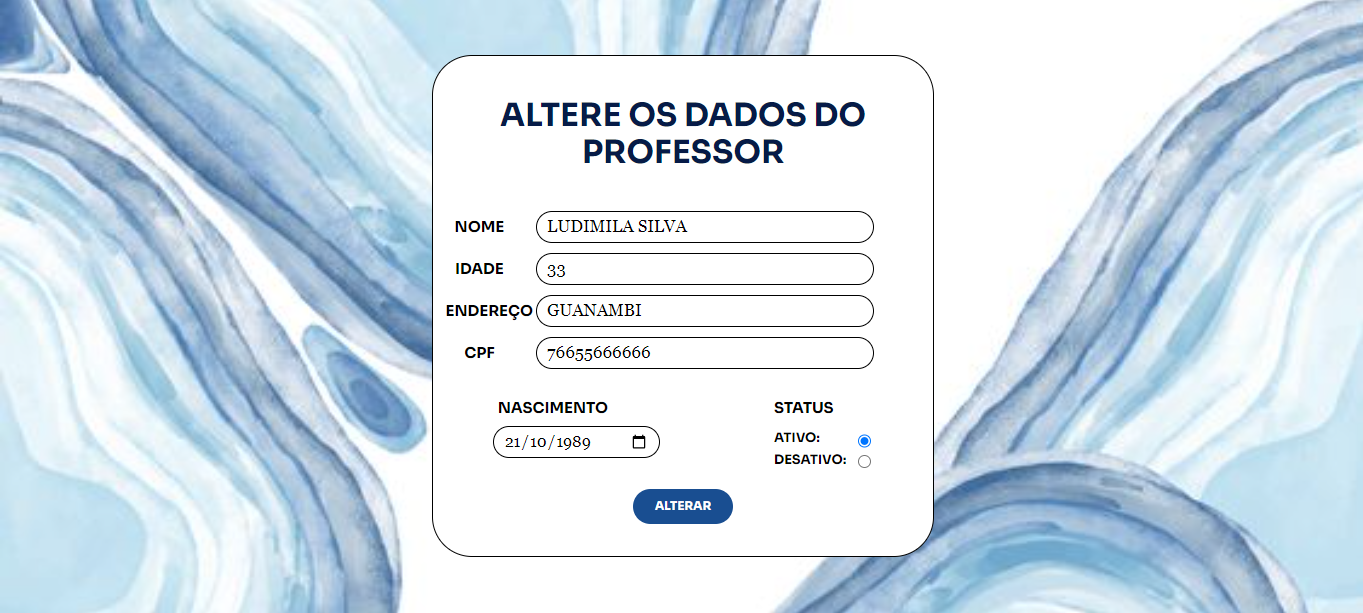 ALTERE OS DADOS DO
PROFESSOR
NOME LUDIMILA SILVA
IDADE 33
ENDEREÇO GUANAMBI
CPF 76655666666
NASCIMENTO STATUS
21/10/1989 ATIVO:
DESATIVO:
ALTERAR